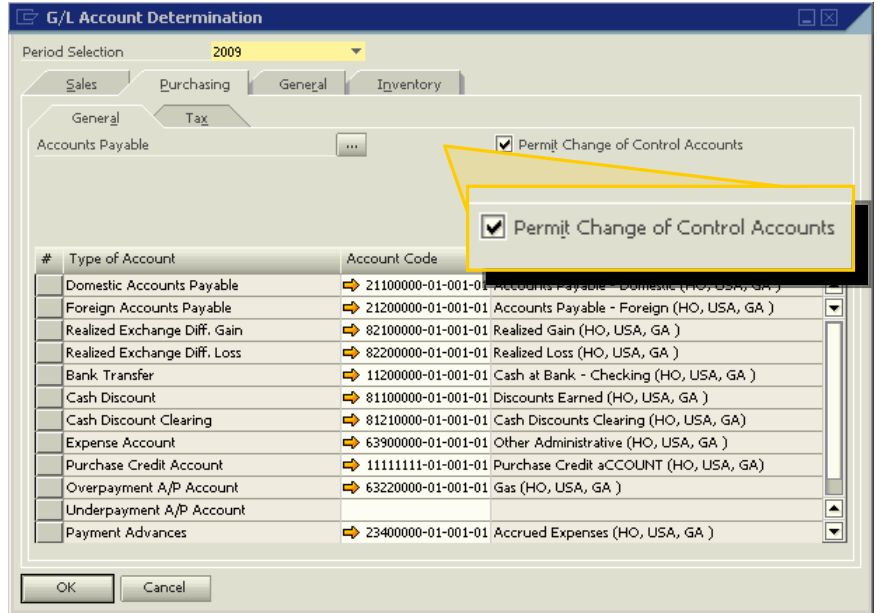 G/L Account Determination
Period Selection 2009
Sales Purchasing General Inventory
General Tax
Accounts Payable ... Permit Change of Control Accounts
Permit Change of Control Accounts
# Type of Account Account Code
Domestic Accounts Payable 21100000-01-001-01 Accounts Payable - Domestic (HO, USA, GA )
Foreign Accounts Payable 21200000-01-001-01 Accounts Payable - Foreign (HO, USA, GA )
Realized Exchange Diff. Gain 82100000-01-001-01 Realized Gain (HO, USA, GA )
Realized Exchange Diff. Loss 82200000-01-001-01 Realized Loss (HO, USA, GA )
Bank Transfer 11200000-01-001-01 Cash at Bank - Checking (HO, USA, GA )
Cash Discount 81100000-01-001-01 Discounts Earned (HO, USA, GA )
Cash Discount Clearing 81210000-01-001-01 Cash Discounts Clearing (HO, USA, GA)
Expense Account 63900000-01-001-01 Other Administrative (HO, USA, GA )
Purchase Credit Account 11111111-01-001-01 Purchase Credit aCCOUNT (HO, USA, GA)
Overpayment A/P Account 63220000-01-001-01 Gas (HO, USA, GA )
Underpayment A/P Account
Payment Advances 23400000-01-001-01 Accrued Expenses (HO, USA, GA )
OK Cancel